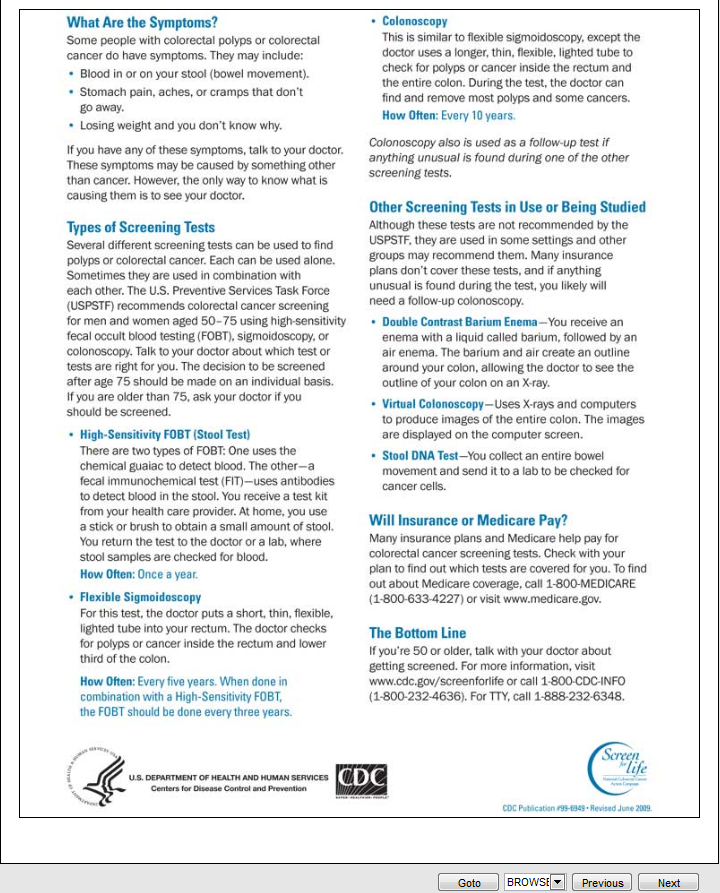 What Are the Symptoms?
Some people with colorectal polyps or colorectal
cancer do have symptoms. They may include:
• Blood in or on your stool (bowel movement).
• Stomach pain, aches, or cramps that don't
go away.
• Losing weight and you don't know why.
If you have any of these symptoms, talk to your doctor.
These symptoms may be caused by something other
than cancer. However, the only way to know what is
causing them is to see your doctor.
Types of Screening Tests
Several different screening tests can be used to find
polyps or colorectal cancer. Each can be used alone.
Sometimes they are used in combination with
each other. The U.S. Preventive Services Task Force
(USPSTF) recommends colorectal cancer screening
for men and women aged 50–75 using high-sensitivity
fecal occult blood testing (FOBT), sigmoidoscopy, or
colonoscopy. Talk to your doctor about which test or
tests are right for you. The decision to be screened
after age 75 should be made on an individual basis.
If you are older than 75, ask your doctor if you
should be screened.
• High-Sensitivity FOBT (Stool Test)
There are two types of FOBT: One uses the
chemical guaiac to detect blood. The other—a
fecal immunochemical test (FIT)—uses antibodies
to detect blood in the stool. You receive a test kit
from your health care provider. At home, you use
a stick or brush to obtain a small amount of stool.
You return the test to the doctor or a lab, where
stool samples are checked for blood.
How Often: Once a year.
• Flexible Sigmoidoscopy
For this test, the doctor puts a short, thin, flexible,
lighted tube into your rectum. The doctor checks
for polyps or cancer inside the rectum and lower
third of the colon.
How Often: Every five years. When done in
combination with a High-Sensitivity FOBT,
the FOBT should be done every three years.
• Colonoscopy
This is similar to flexible sigmoidoscopy, except the
doctor uses a longer, thin, flexible, lighted tube to
check for polyps or cancer inside the rectum and
the entire colon. During the test, the doctor can
find and remove most polyps and some cancers.
How Often: Every 10 years.
Colonoscopy also is used as a follow-up test if
anything unusual is found during one of the other
screening tests.
Other Screening Tests in Use or Being Studied
Although these tests are not recommended by the
USPSTF, they are used in some settings and other
groups may recommend them. Many insurance
plans don't cover these tests, and if anything
unusual is found during the test, you likely will
need a follow-up colonoscopy.
• Double Contrast Barium Enema—You receive an
enema with a liquid called barium, followed by an
air enema. The barium and air create an outline
around your colon, allowing the doctor to see the
outline of your colon on an X-ray.
• Virtual Colonoscopy—Uses X-rays and computers
to produce images of the entire colon. The images
are displayed on the computer screen.
• Stool DNA Test—You collect an entire bowel
movement and send it to a lab to be checked for
cancer cells.
Will Insurance or Medicare Pay?
Many insurance plans and Medicare help pay for
colorectal cancer screening tests. Check with your
plan to find out which tests are covered for you. To find
out about Medicare coverage, call 1-800-MEDICARE
(1-800-633-4227) or visit www.medicare.gov.
The Bottom Line
If you're 50 or older, talk with your doctor about
getting screened. For more information, visit
www.cdc.gov/screenforlife or call 1-800-CDC-INFO
(1-800-232-4636). For TTY, call 1-888-232-6348.
U.S. DEPARTMENT OF HEALTH AND HUMAN SERVICES
Centers for Disease Control and Prevention
CDC
Screen
for
life
CDC Publication #99-6949 • Revised June 2009.
Goto
BROWSE
Previous
Next